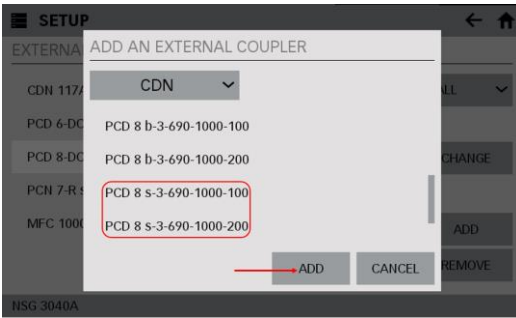 SETUP
EXTERNA
ADD AN EXTERNAL COUPLER
CDN
CDN 117/
ALL
PCD 6-DC
PCD 8 b-3-690-1000-100
PCD 8-DC
PCD 8 b-3-690-1000-200
CHANGE
PCN 7-R s
PCD 8 s-3-690-1000-100
MFC 1000
PCD 8 s-3-690-1000-200
ADD
ADD
CANCEL
REMOVE
NSG 3040A